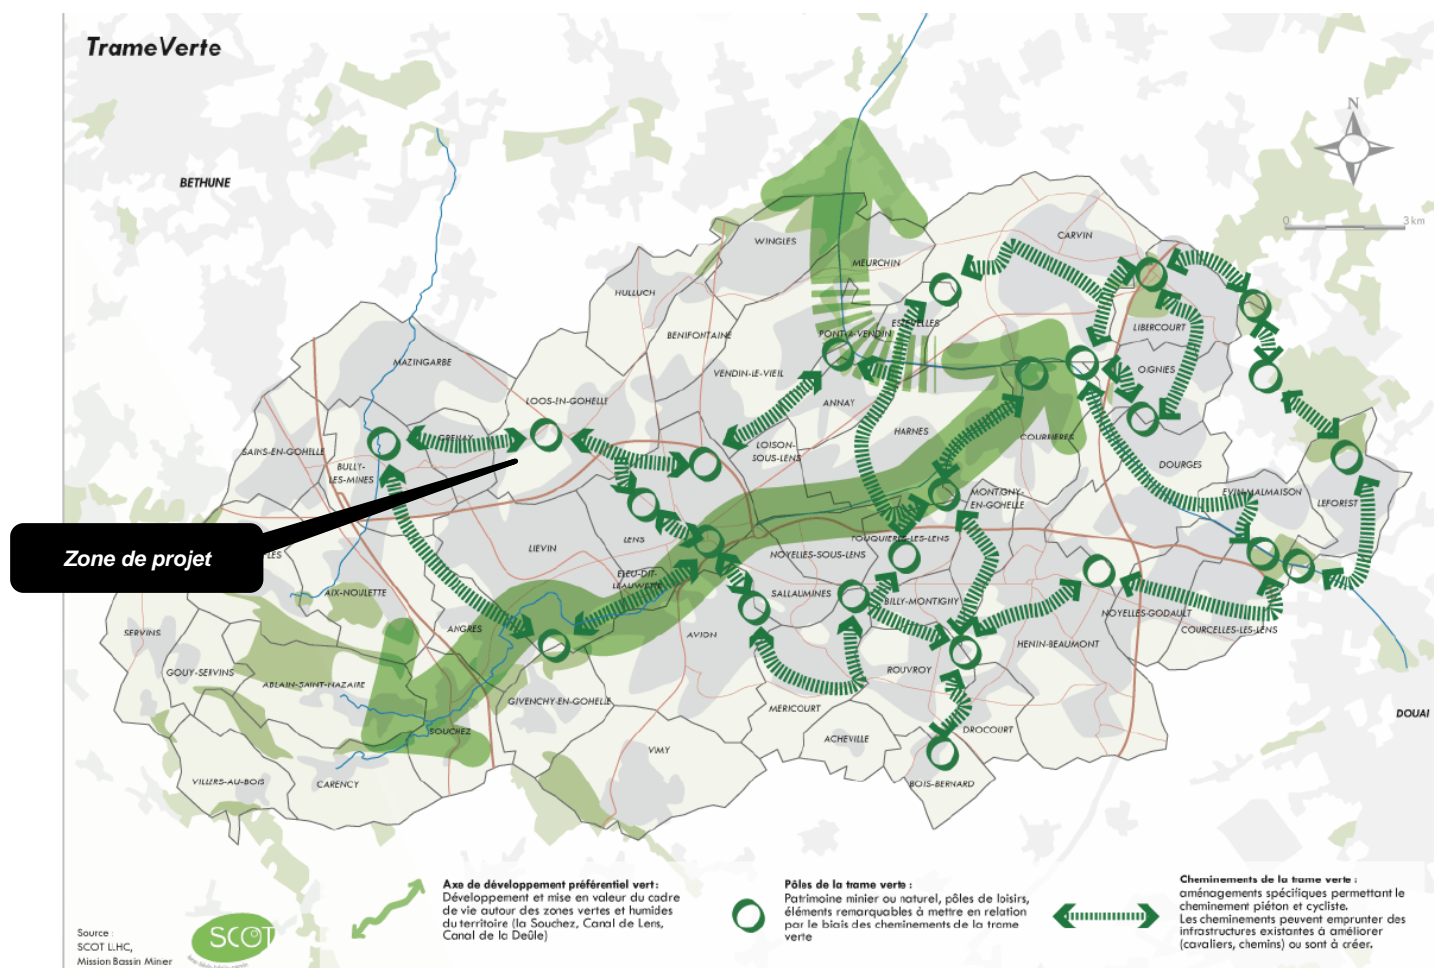 TrameVerte
N
0 3 km
BETHUNE
CARVIN
WINGLES
MEURCHIN
HULLUCH
ESTEVELLES
LIBERCOURT
BENIFONTAINE
PONT-A-VENDIN
MAZINGARBE
VENDIN-LE-VIEIL
OIGNIES
LOOS-EN-GOHELLE
ANNAY
HARNES
GRENAY
COURRIERES
SAINS-EN-GOHELLE
LOISON-
SOUS-LENS
BULLY-
LES-MINES
DOURGES
MONTIGNY-
EN-GOHELLE
EVIN-MALMAISON
LEFOREST
LENS
LIEVIN
NOYELLES-SOUS-LENS
Zone de projet
ELEU-DIT-
LEAUWETTE
AIX-NOULETTE
SALLAUMINES
BILLY-MONTIGNY
NOYELLES-GODAULT
COURCELLES-LES-LENS
SERVINS
ANGRES
AVION
HENIN-BEAUMONT
GOUY-SERVINS
ROUVROY
ABLAIN-SAINT-NAZAIRE
GIVENCHY-EN-GOHELLE
MERICOURT
DOUAI
SOUCHEZ
DROCOURT
ACHEVILLE
VIMY
VILLERS-AU-BOIS
CARENCY
BOIS-BERNARD
Axe de développement préférentiel vert :
Développement et mise en valeur du cadre
de vie autour des zones vertes et humides
du territoire (la Souchez, Canal de Lens,
Canal de la Deûle)
Pôles de la trame verte :
Patrimoine minier ou naturel, pôles de loisirs,
éléments remarquables à mettre en relation
par le biais des cheminements de la trame
verte
Cheminements de la trame verte :
aménagements spécifiques permettant le
cheminement piéton et cycliste.
Les cheminements peuvent emprunter des
infrastructures existantes à améliorer
(cavaliers, chemins) ou sont à créer.
Source :
SCOT LLHC,
Mission Bassin Minier
SCOT